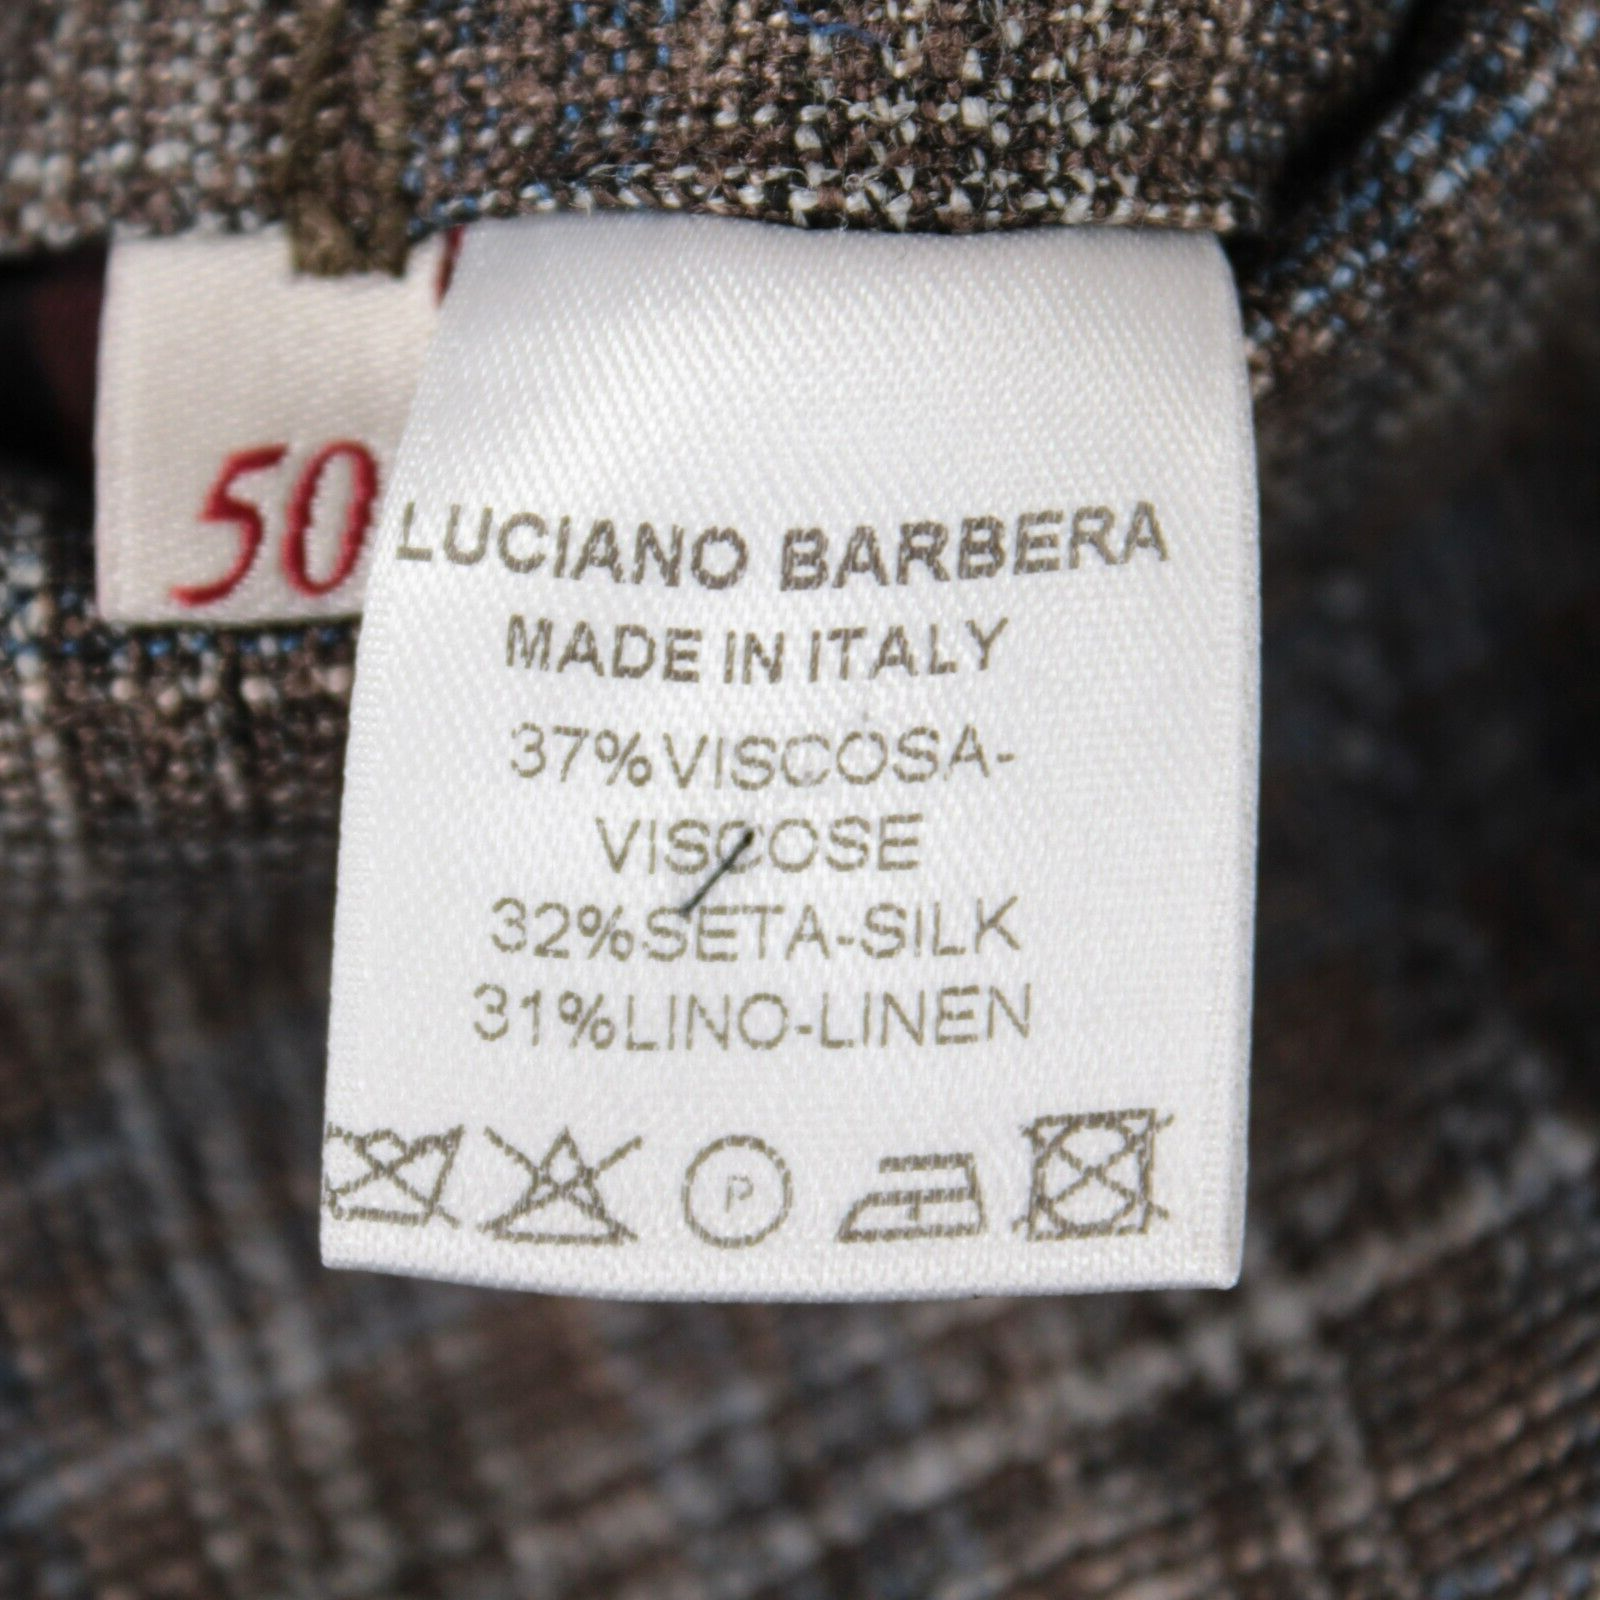 50
LUCIANO BARBERA
MADE IN ITALY
37%VISCOSA-
VISCOSE
32%SETA-SILK
31%LINO-LINEN
P